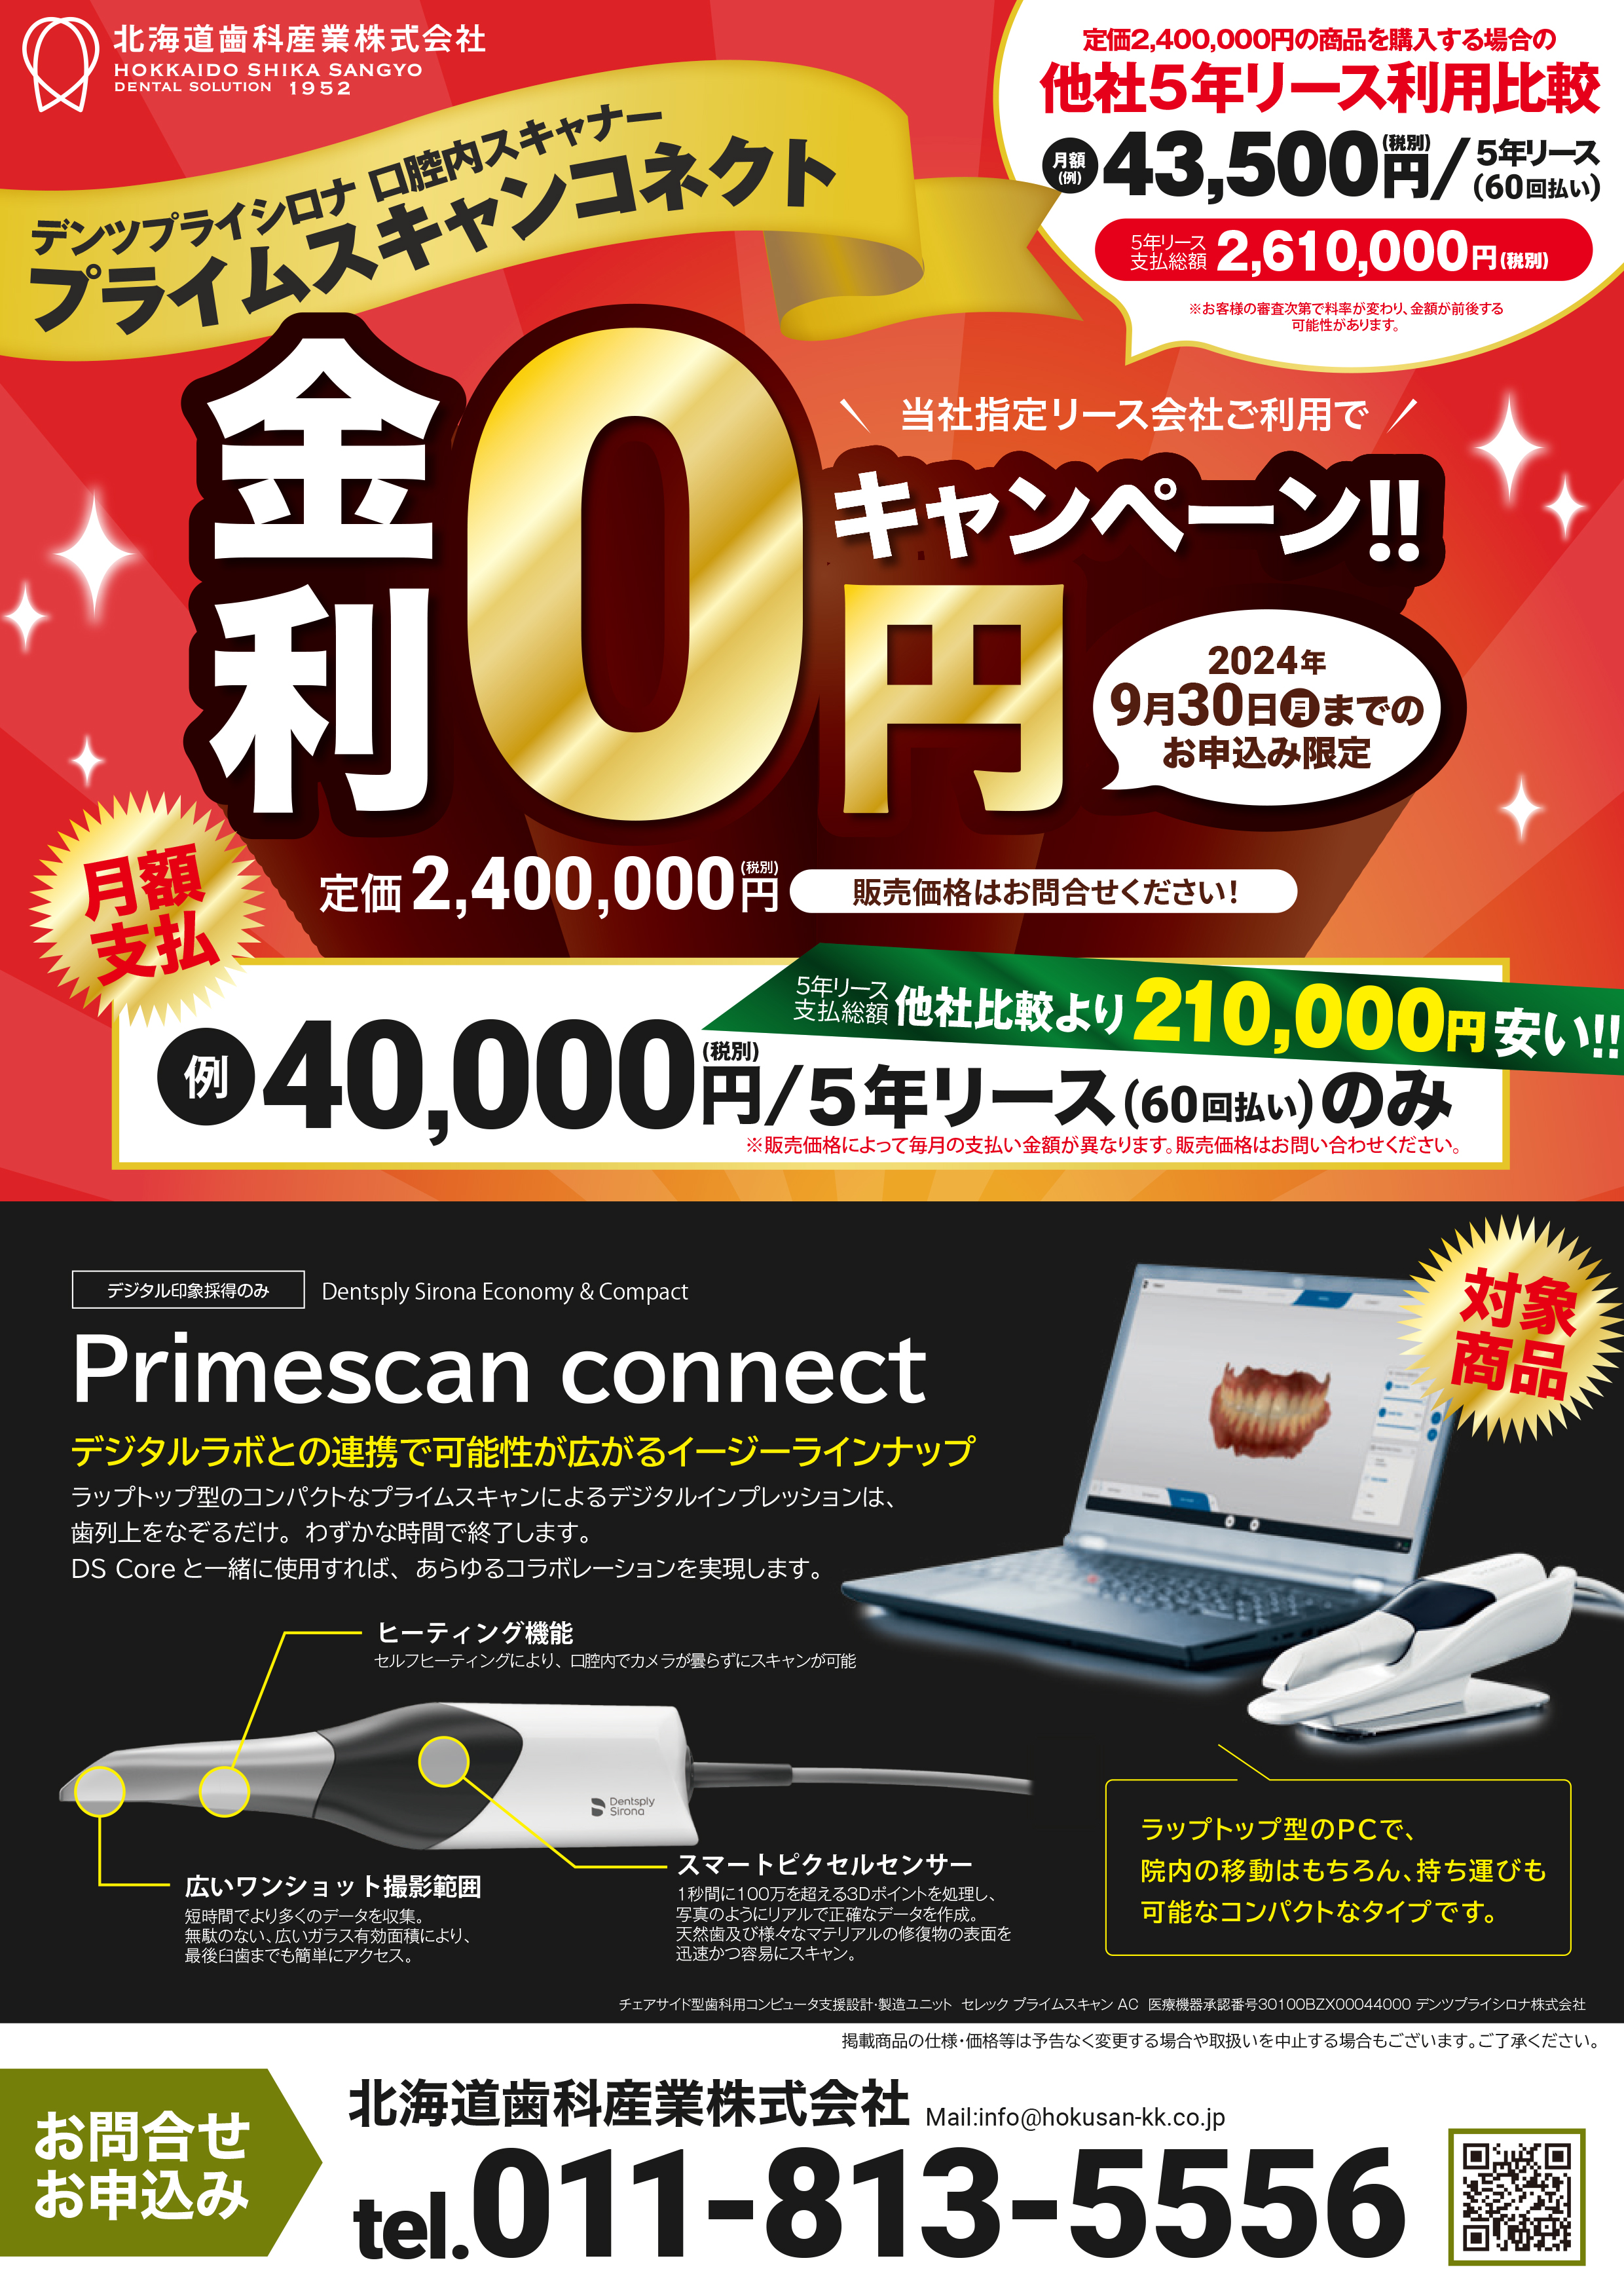 北海道歯科産業株式会社
HOKKAIDO SHIKA SANGYO
DENTAL SOLUTION 1952
デンツプライシロナ 口腔内スキャナー
プライムスキャンコネクト
定価2,400,000円の商品を購入する場合の
他社5年リース利用比較
月額(例) 43,500円(税別)/5年リース(60回払い)
5年リース支払総額 2,610,000円(税別)
※お客様の審査次第で料率が変わり、金額が前後する
可能性があります。
当社指定リース会社ご利用で
金利0円キャンペーン!!
2024年
9月30日月までの
お申込み限定
定価2,400,000円(税別) 販売価格はお問合せください!
月額
支払
5年リース支払総額 他社比較より210,000円安い!!
例 40,000円(税別)/5年リース(60回払い)のみ
※販売価格によって毎月の支払い金額が異なります。販売価格はお問い合わせください。
デジタル印象採得のみ Dentsply Sirona Economy & Compact
対象
商品
Primescan connect
デジタルラボとの連携で可能性が広がるイージーラインナップ
ラップトップ型のコンパクトなプライムスキャンによるデジタルインプレッションは、
歯列上をなぞるだけ。わずかな時間で終了します。
DS Core と一緒に使用すれば、あらゆるコラボレーションを実現します。
ヒーティング機能
セルフヒーティングにより、口腔内でカメラが曇らずにスキャンが可能
Dentsply
Sirona
広いワンショット撮影範囲
短時間でより多くのデータを収集。
無駄のない、広いガラス有効面積により、
最後臼歯までも簡単にアクセス。
スマートピクセルセンサー
1秒間に100万を超える3Dポイントを処理し、
写真のようにリアルで正確なデータを作成。
天然歯及び様々なマテリアルの修復物の表面を
迅速かつ容易にスキャン。
ラップトップ型のPCで、
院内の移動はもちろん、持ち運びも
可能なコンパクトなタイプです。
チェアサイド型歯科用コンピュータ支援設計・製造ユニット セレック プライムスキャン AC 医療機器承認番号30100BZX00044000 デンツプライシロナ株式会社
掲載商品の仕様・価格等は予告なく変更する場合や取扱いを中止する場合もございます。ご了承ください。
お問合せ
お申込み
北海道歯科産業株式会社 Mail:info@hokusan-kk.co.jp
tel.011-813-5556